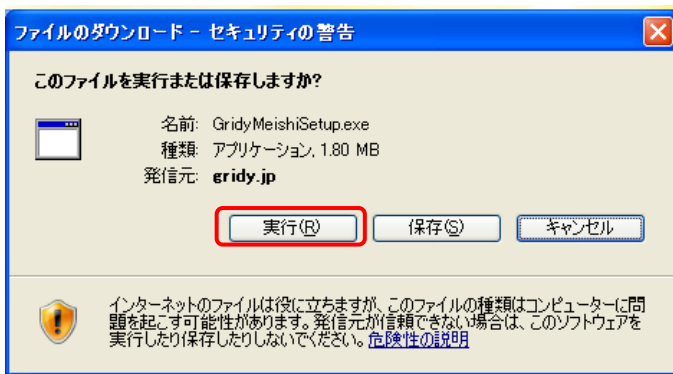 ファイルのダウンロード - セキュリティの警告
このファイルを実行または保存しますか?
名前: GridyMeishiSetup.exe
種類: アプリケーション, 1.80 MB
発信元: gridy.jp
実行(R) 保存(S) キャンセル
インターネットのファイルは役に立ちますが、このファイルの種類はコンピューターに問
題を起こす可能性があります。発信元が信頼できない場合は、このソフトウェアを
実行したり保存したりしないでください。危険性の説明